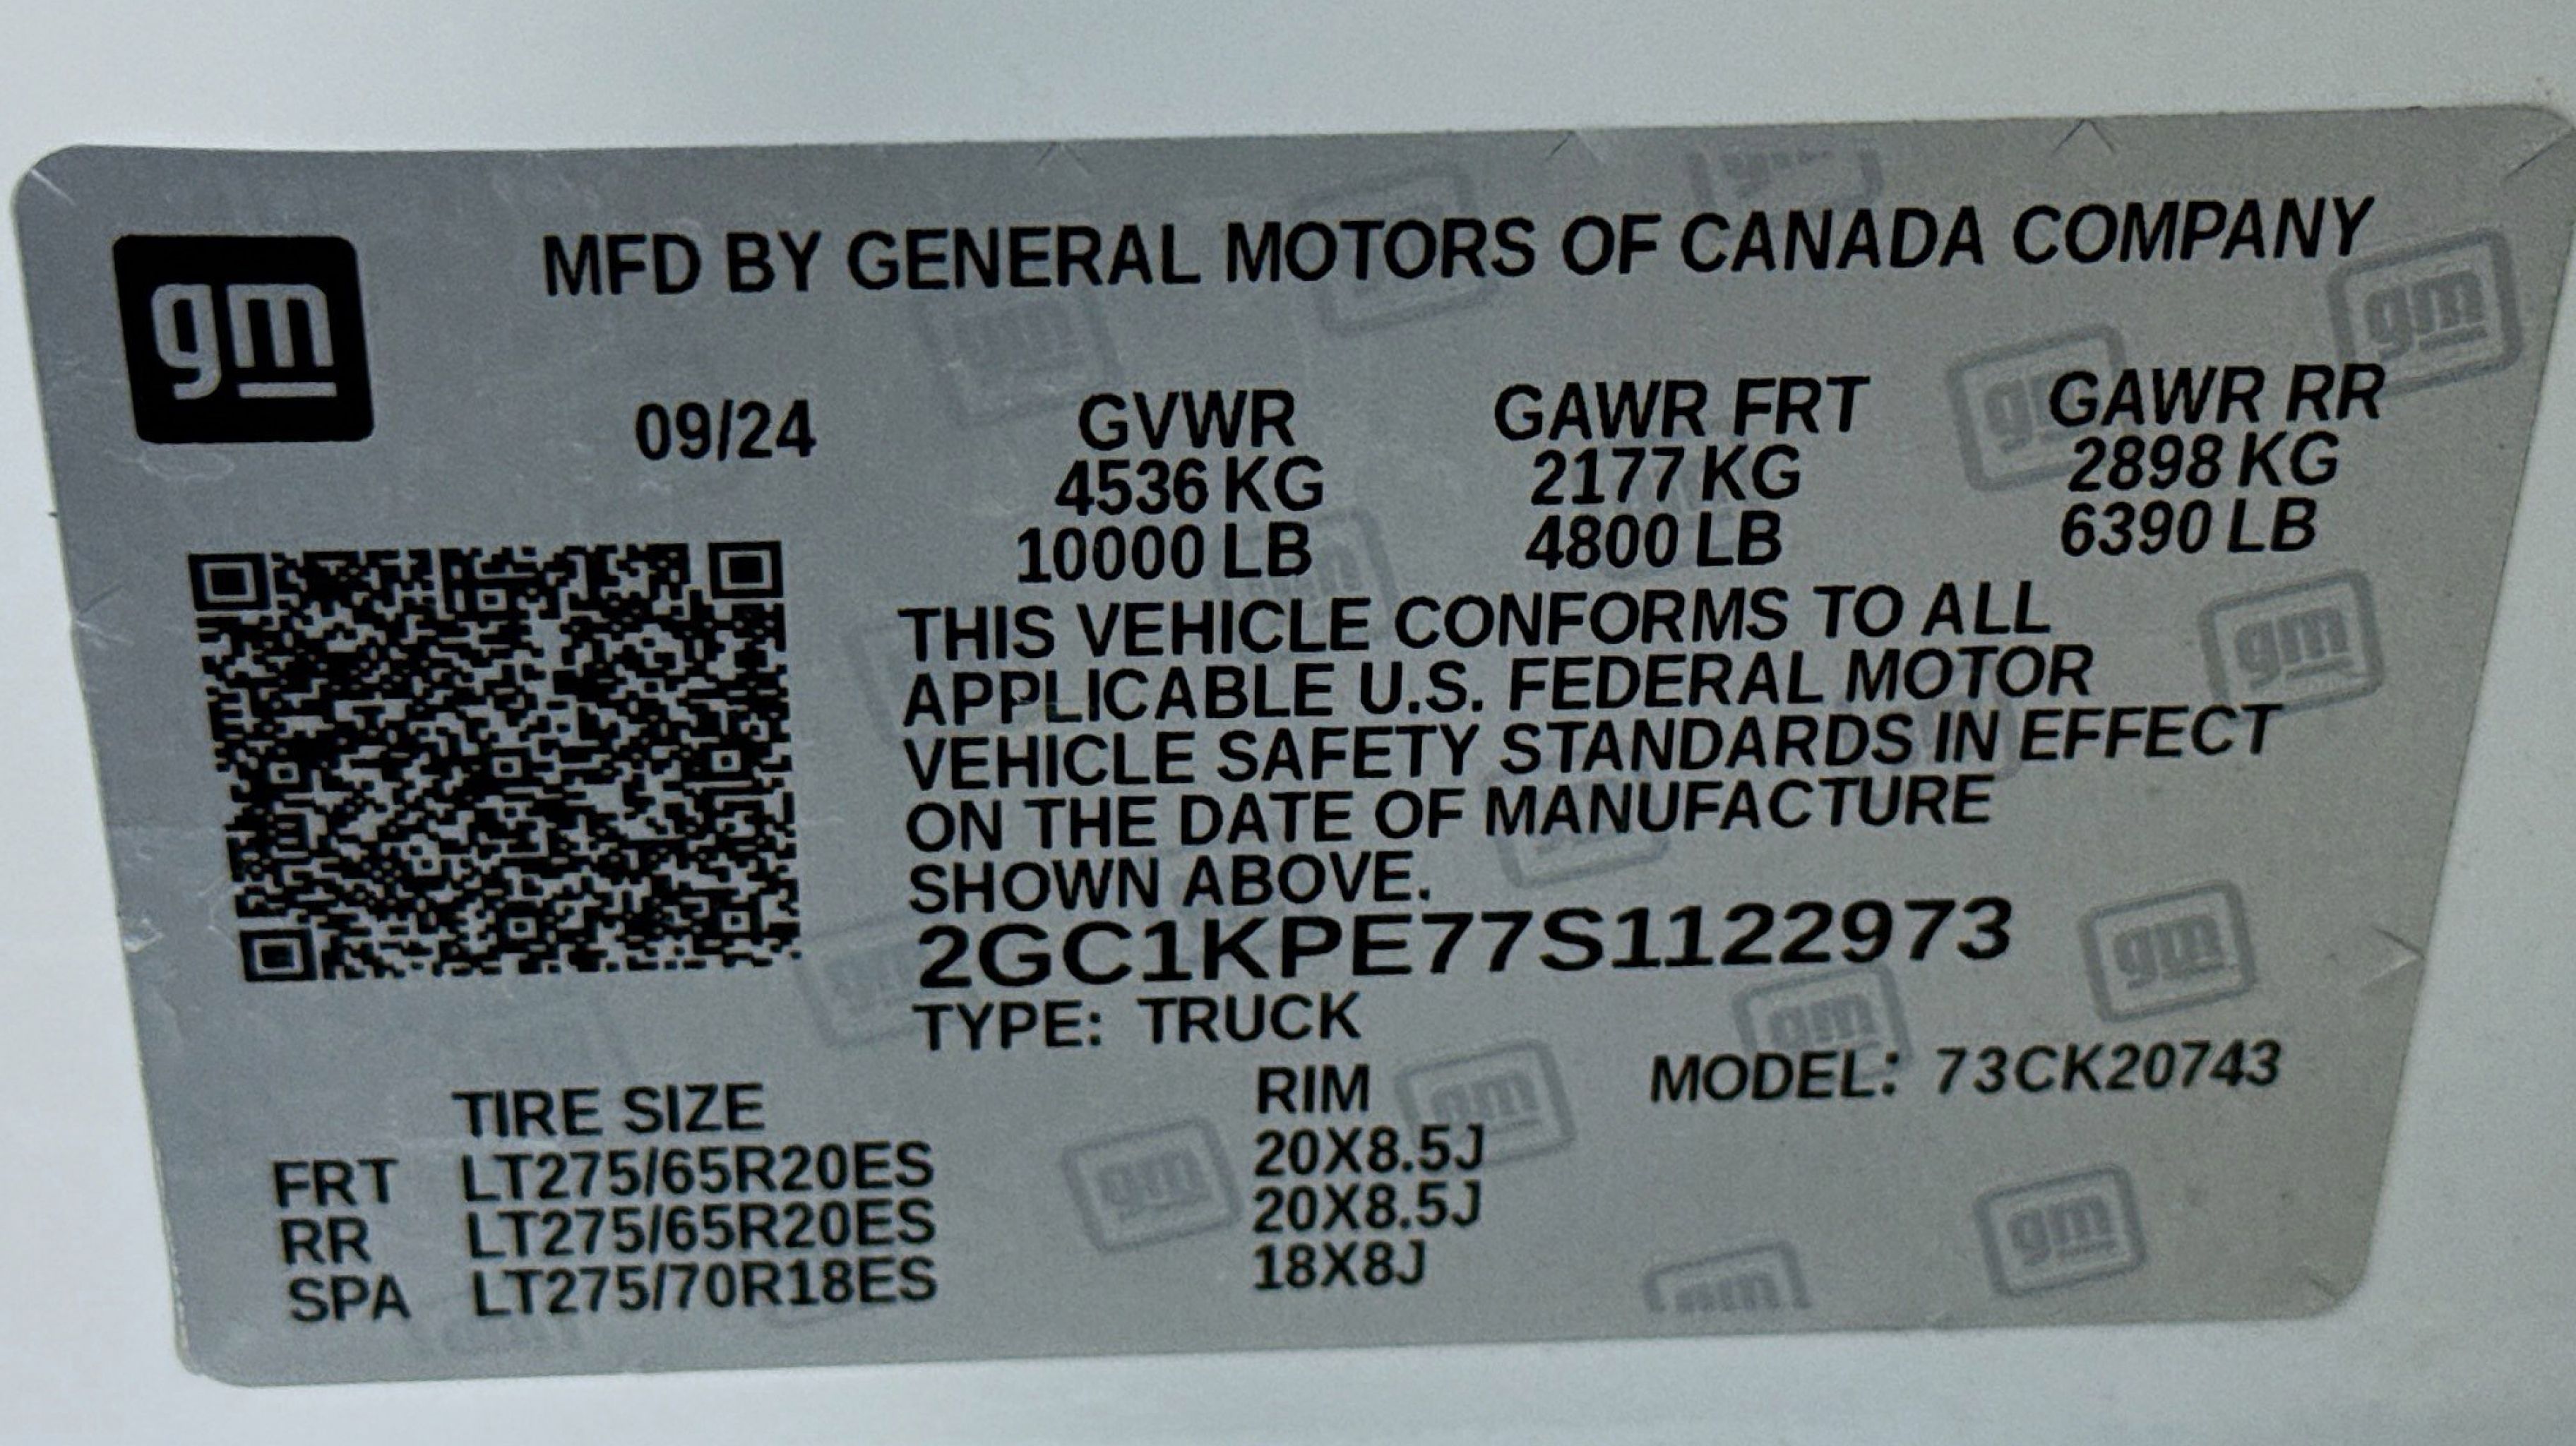 gm
MFD BY GENERAL MOTORS OF CANADA COMPANY
09/24
GVWR GAWR FRT GAWR RR
4536 KG 2177 KG 2898 KG
10000 LB 4800 LB 6390 LB
THIS VEHICLE CONFORMS TO ALL
APPLICABLE U.S. FEDERAL MOTOR
VEHICLE SAFETY STANDARDS IN EFFECT
ON THE DATE OF MANUFACTURE
SHOWN ABOVE.
2GC1KPE77S1122973
TYPE: TRUCK
MODEL: 73CK20743
TIRE SIZE RIM
FRT LT275/65R20ES 20X8.5J
RR LT275/65R20ES 20X8.5J
SPA LT275/70R18ES 18X8J